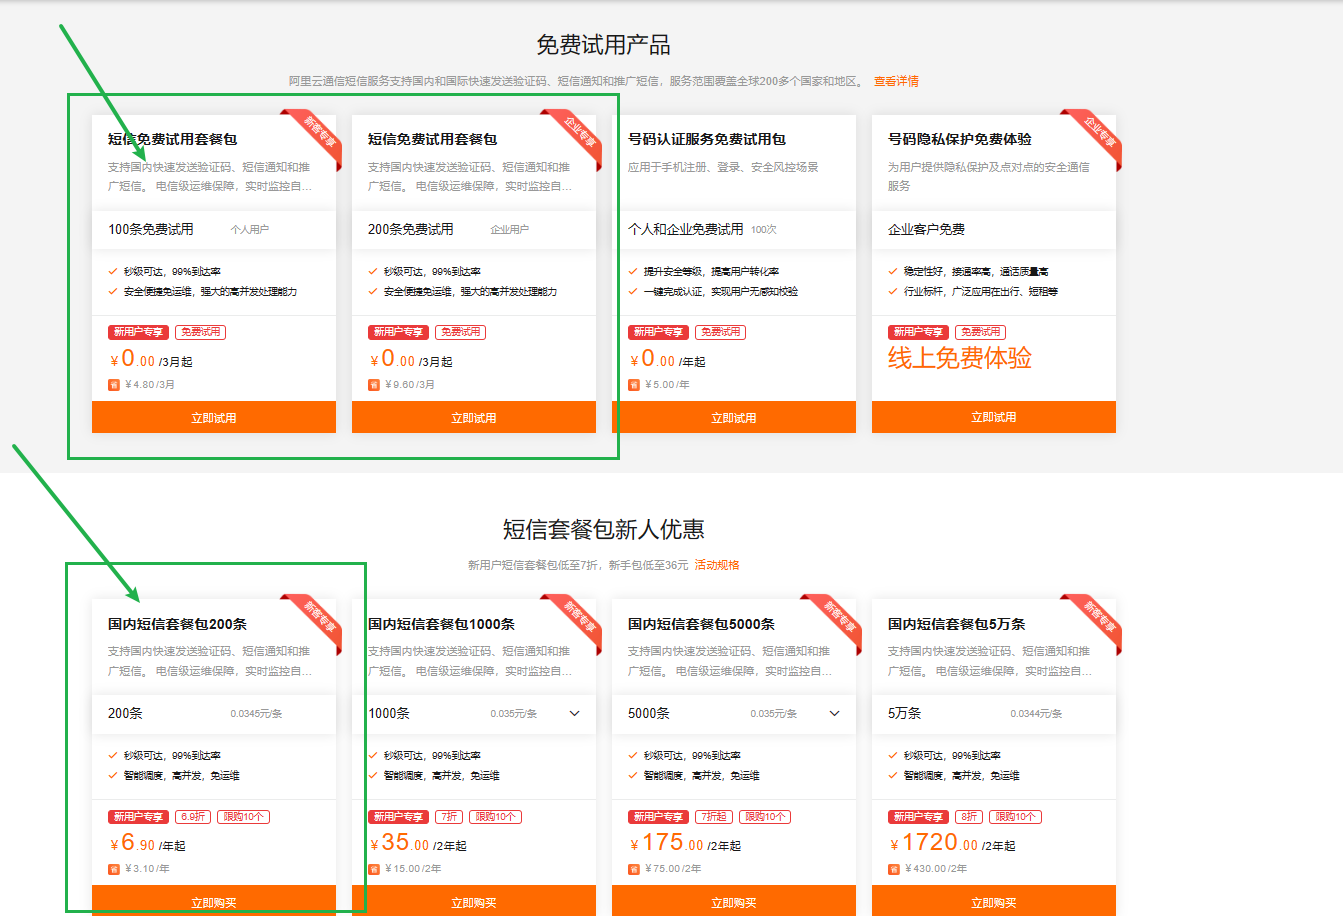 免费试用产品
阿里云通信短信服务支持国内和国际快速发送验证码、短信通知和推广短信，服务范围覆盖全球200多个国家和地区。 查看详情
新客专享
短信免费试用套餐包
支持国内快速发送验证码、短信通知和推
广短信。 电信级运维保障，实时监控自...
100条免费试用 个人用户
秒级可达，99%到达率
安全便捷免运维，强大的高并发处理能力
新用户专享 免费试用
¥0.00 /3月起
省 ¥4.80/3月
立即试用
企业专享
短信免费试用套餐包
支持国内快速发送验证码、短信通知和推
广短信。 电信级运维保障，实时监控自...
200条免费试用 企业用户
秒级可达，99%到达率
安全便捷免运维，强大的高并发处理能力
新用户专享 免费试用
¥0.00 /3月起
省 ¥9.60/3月
立即试用
号码认证服务免费试用包
应用于手机注册、登录、安全风控场景
个人和企业免费试用 100次
提升安全等级，提高用户转化率
一键完成认证，实现用户无感知校验
新用户专享 免费试用
¥0.00 /年起
省 ¥5.00/年
立即试用
企业专享
号码隐私保护免费体验
为用户提供隐私保护及点对点的安全通信
服务
企业客户免费
稳定性好，接通率高，通话质量高
行业标杆，广泛应用在出行、短租等
新用户专享 免费试用
线上免费体验
立即试用
短信套餐包新人优惠
新用户短信套餐包低至7折，新手包低至36元 活动规格
新客专享
国内短信套餐包200条
支持国内快速发送验证码、短信通知和推
广短信。 电信级运维保障，实时监控自...
200条 0.0345元/条
秒级可达，99%到达率
智能调度，高并发，免运维
新用户专享 6.9折 限购10个
¥6.90 /年起
省 ¥3.10/年
立即购买
新客专享
国内短信套餐包1000条
支持国内快速发送验证码、短信通知和推
广短信。 电信级运维保障，实时监控自...
1000条 0.035元/条
秒级可达，99%到达率
智能调度，高并发，免运维
新用户专享 7折 限购10个
¥35.00 /2年起
省 ¥15.00/2年
立即购买
新客专享
国内短信套餐包5000条
支持国内快速发送验证码、短信通知和推
广短信。 电信级运维保障，实时监控自...
5000条 0.035元/条
秒级可达，99%到达率
智能调度，高并发，免运维
新用户专享 7折起 限购10个
¥175.00 /2年起
省 ¥75.00/2年
立即购买
新客专享
国内短信套餐包5万条
支持国内快速发送验证码、短信通知和推
广短信。 电信级运维保障，实时监控自...
5万条 0.0344元/条
秒级可达，99%到达率
智能调度，高并发，免运维
新用户专享 8折 限购10个
¥1720.00 /2年起
省 ¥430.00/2年
立即购买